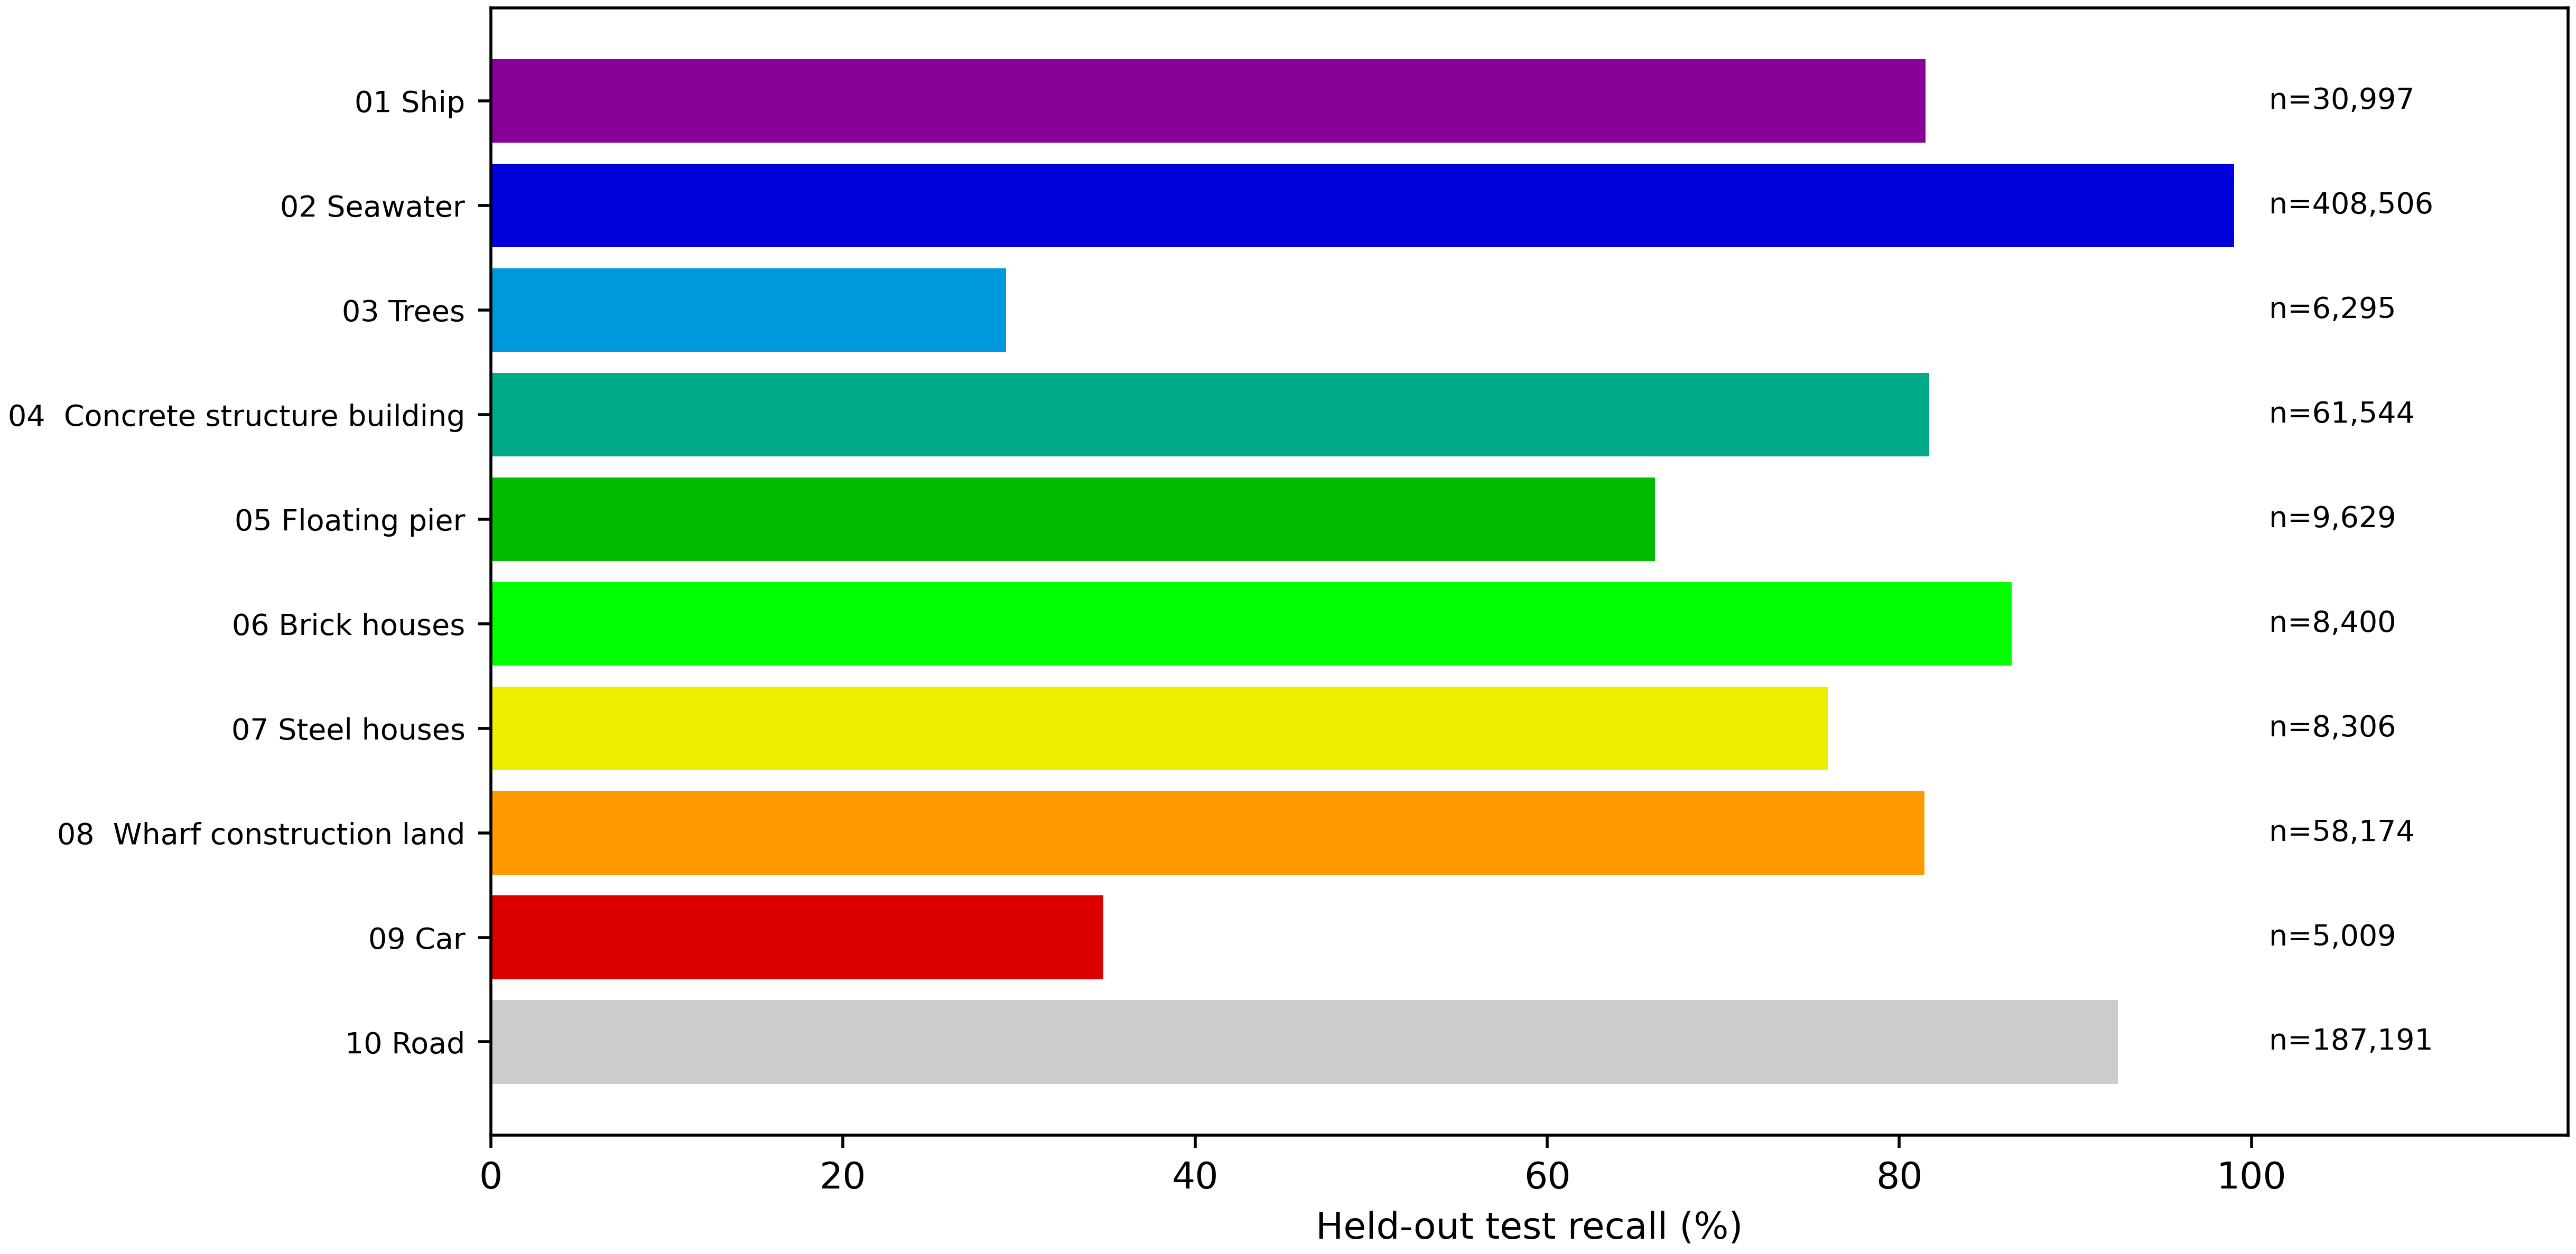 01 Ship n=30,997
02 Seawater n=408,506
03 Trees n=6,295
04  Concrete structure building n=61,544
05 Floating pier n=9,629
06 Brick houses n=8,400
07 Steel houses n=8,306
08  Wharf construction land n=58,174
09 Car n=5,009
10 Road n=187,191
0 20 40 60 80 100
Held-out test recall (%)